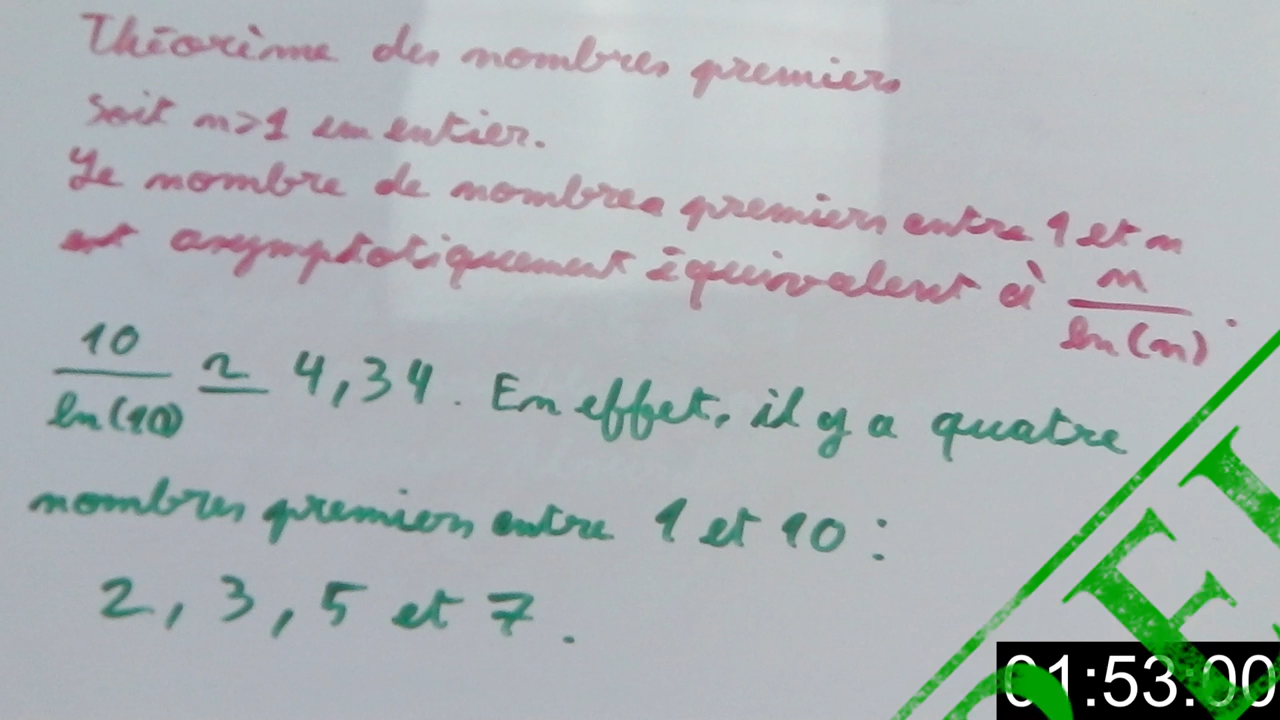 Théorème des nombres premiers
Soit n>1 un entier.
Le nombre de nombres premiers entre 1 et n
est asymptotiquement équivalent à n/ln(n).
10/ln(10) ≃ 4,34. En effet, il y a quatre
nombres premiers entre 1 et 10 :
2, 3, 5 et 7.
01:53:00